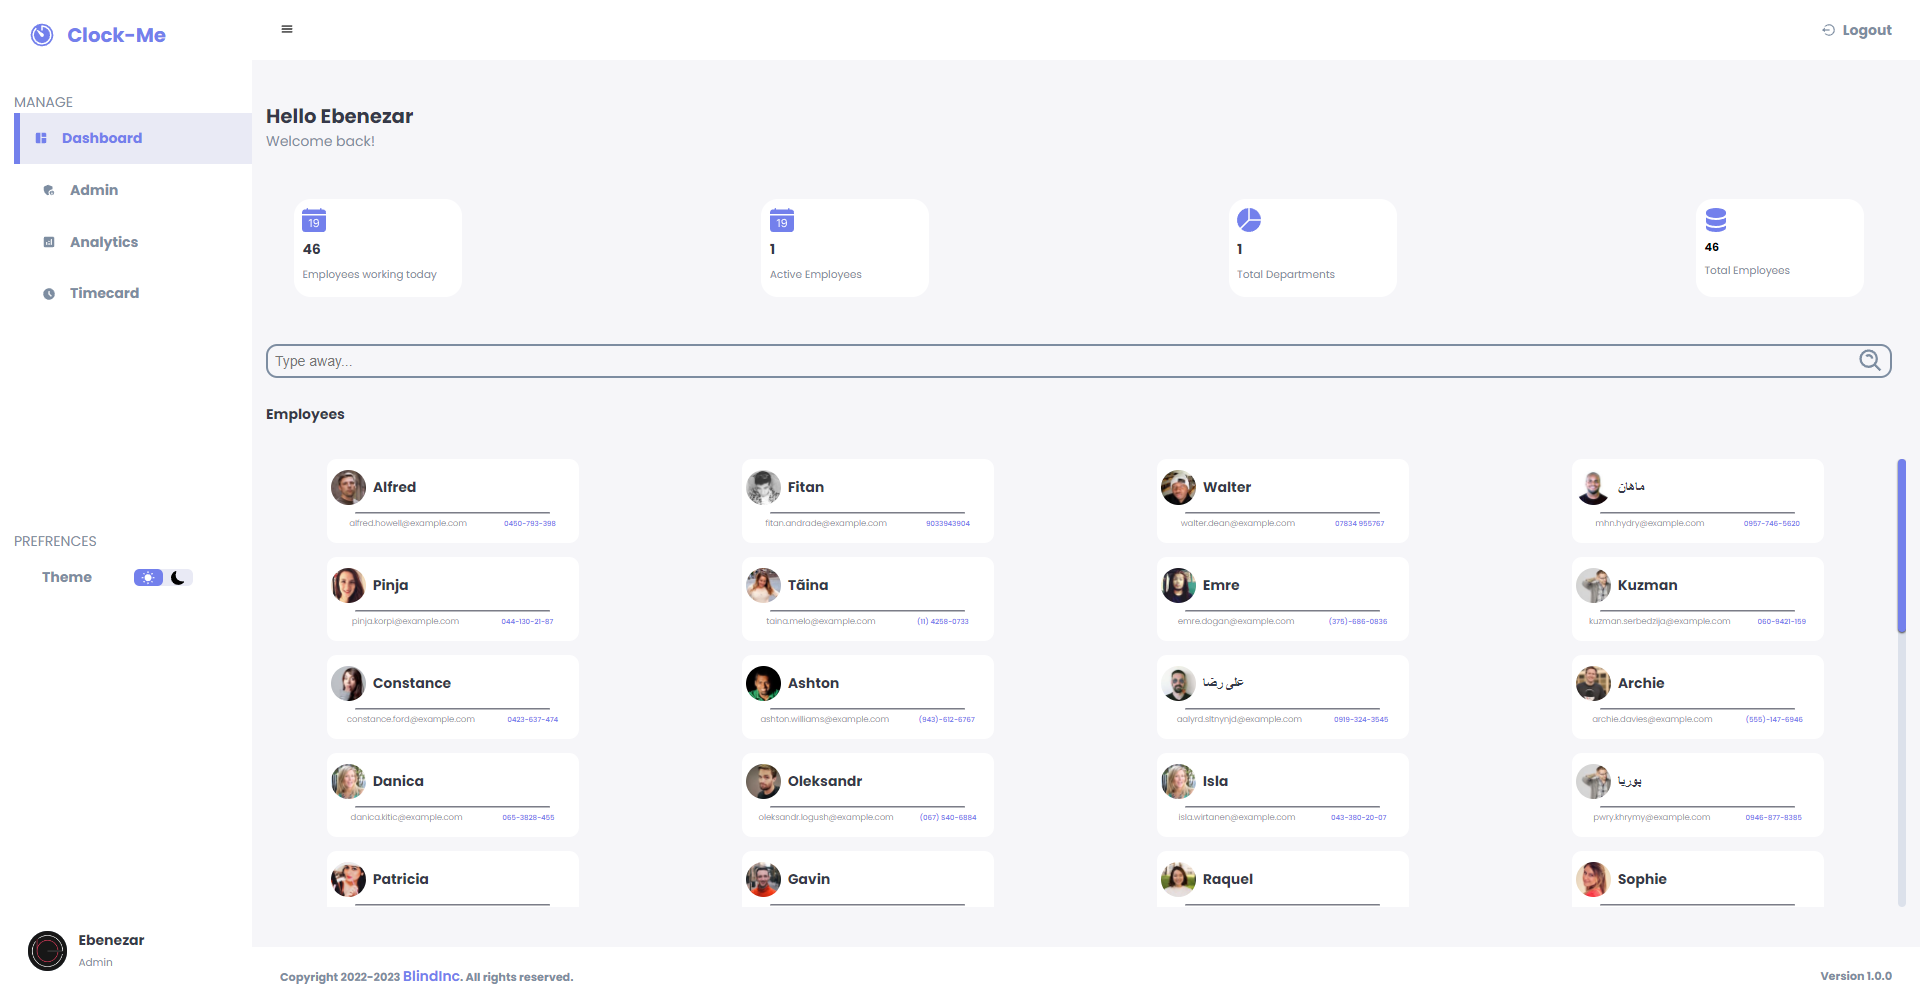 Clock-Me
Logout
MANAGE
Dashboard
Admin
Analytics
Timecard
PREFRENCES
Theme
Ebenezar
Admin
Hello Ebenezar
Welcome back!
19
46
Employees working today
19
1
Active Employees
1
Total Departments
46
Total Employees
Type away...
Employees
Alfred
alfred.howell@example.com 0450-793-398
Fitan
fitan.andrade@example.com 9033943904
Walter
walter.dean@example.com 07834 955767
ماهان
mhn.hydry@example.com 0957-746-5620
Pinja
pinja.korpi@example.com 044-130-21-87
Tãina
taina.melo@example.com (11) 4258-0733
Emre
emre.dogan@example.com (375)-686-0836
Kuzman
kuzman.serbedzija@example.com 060-9421-159
Constance
constance.ford@example.com 0423-637-474
Ashton
ashton.williams@example.com (943)-612-6767
علی رضا
aalyrd.sltnynjd@example.com 0919-324-3545
Archie
archie.davies@example.com (555)-147-6946
Danica
danica.kitic@example.com 065-3828-455
Oleksandr
oleksandr.logush@example.com (067) S40-6884
Isla
isla.wirtanen@example.com 043-380-20-07
پوریا
pwry.khrymy@example.com 0946-877-8385
Patricia
Gavin
Raquel
Sophie
Copyright 2022-2023 BlindInc. All rights reserved.
Version 1.0.0